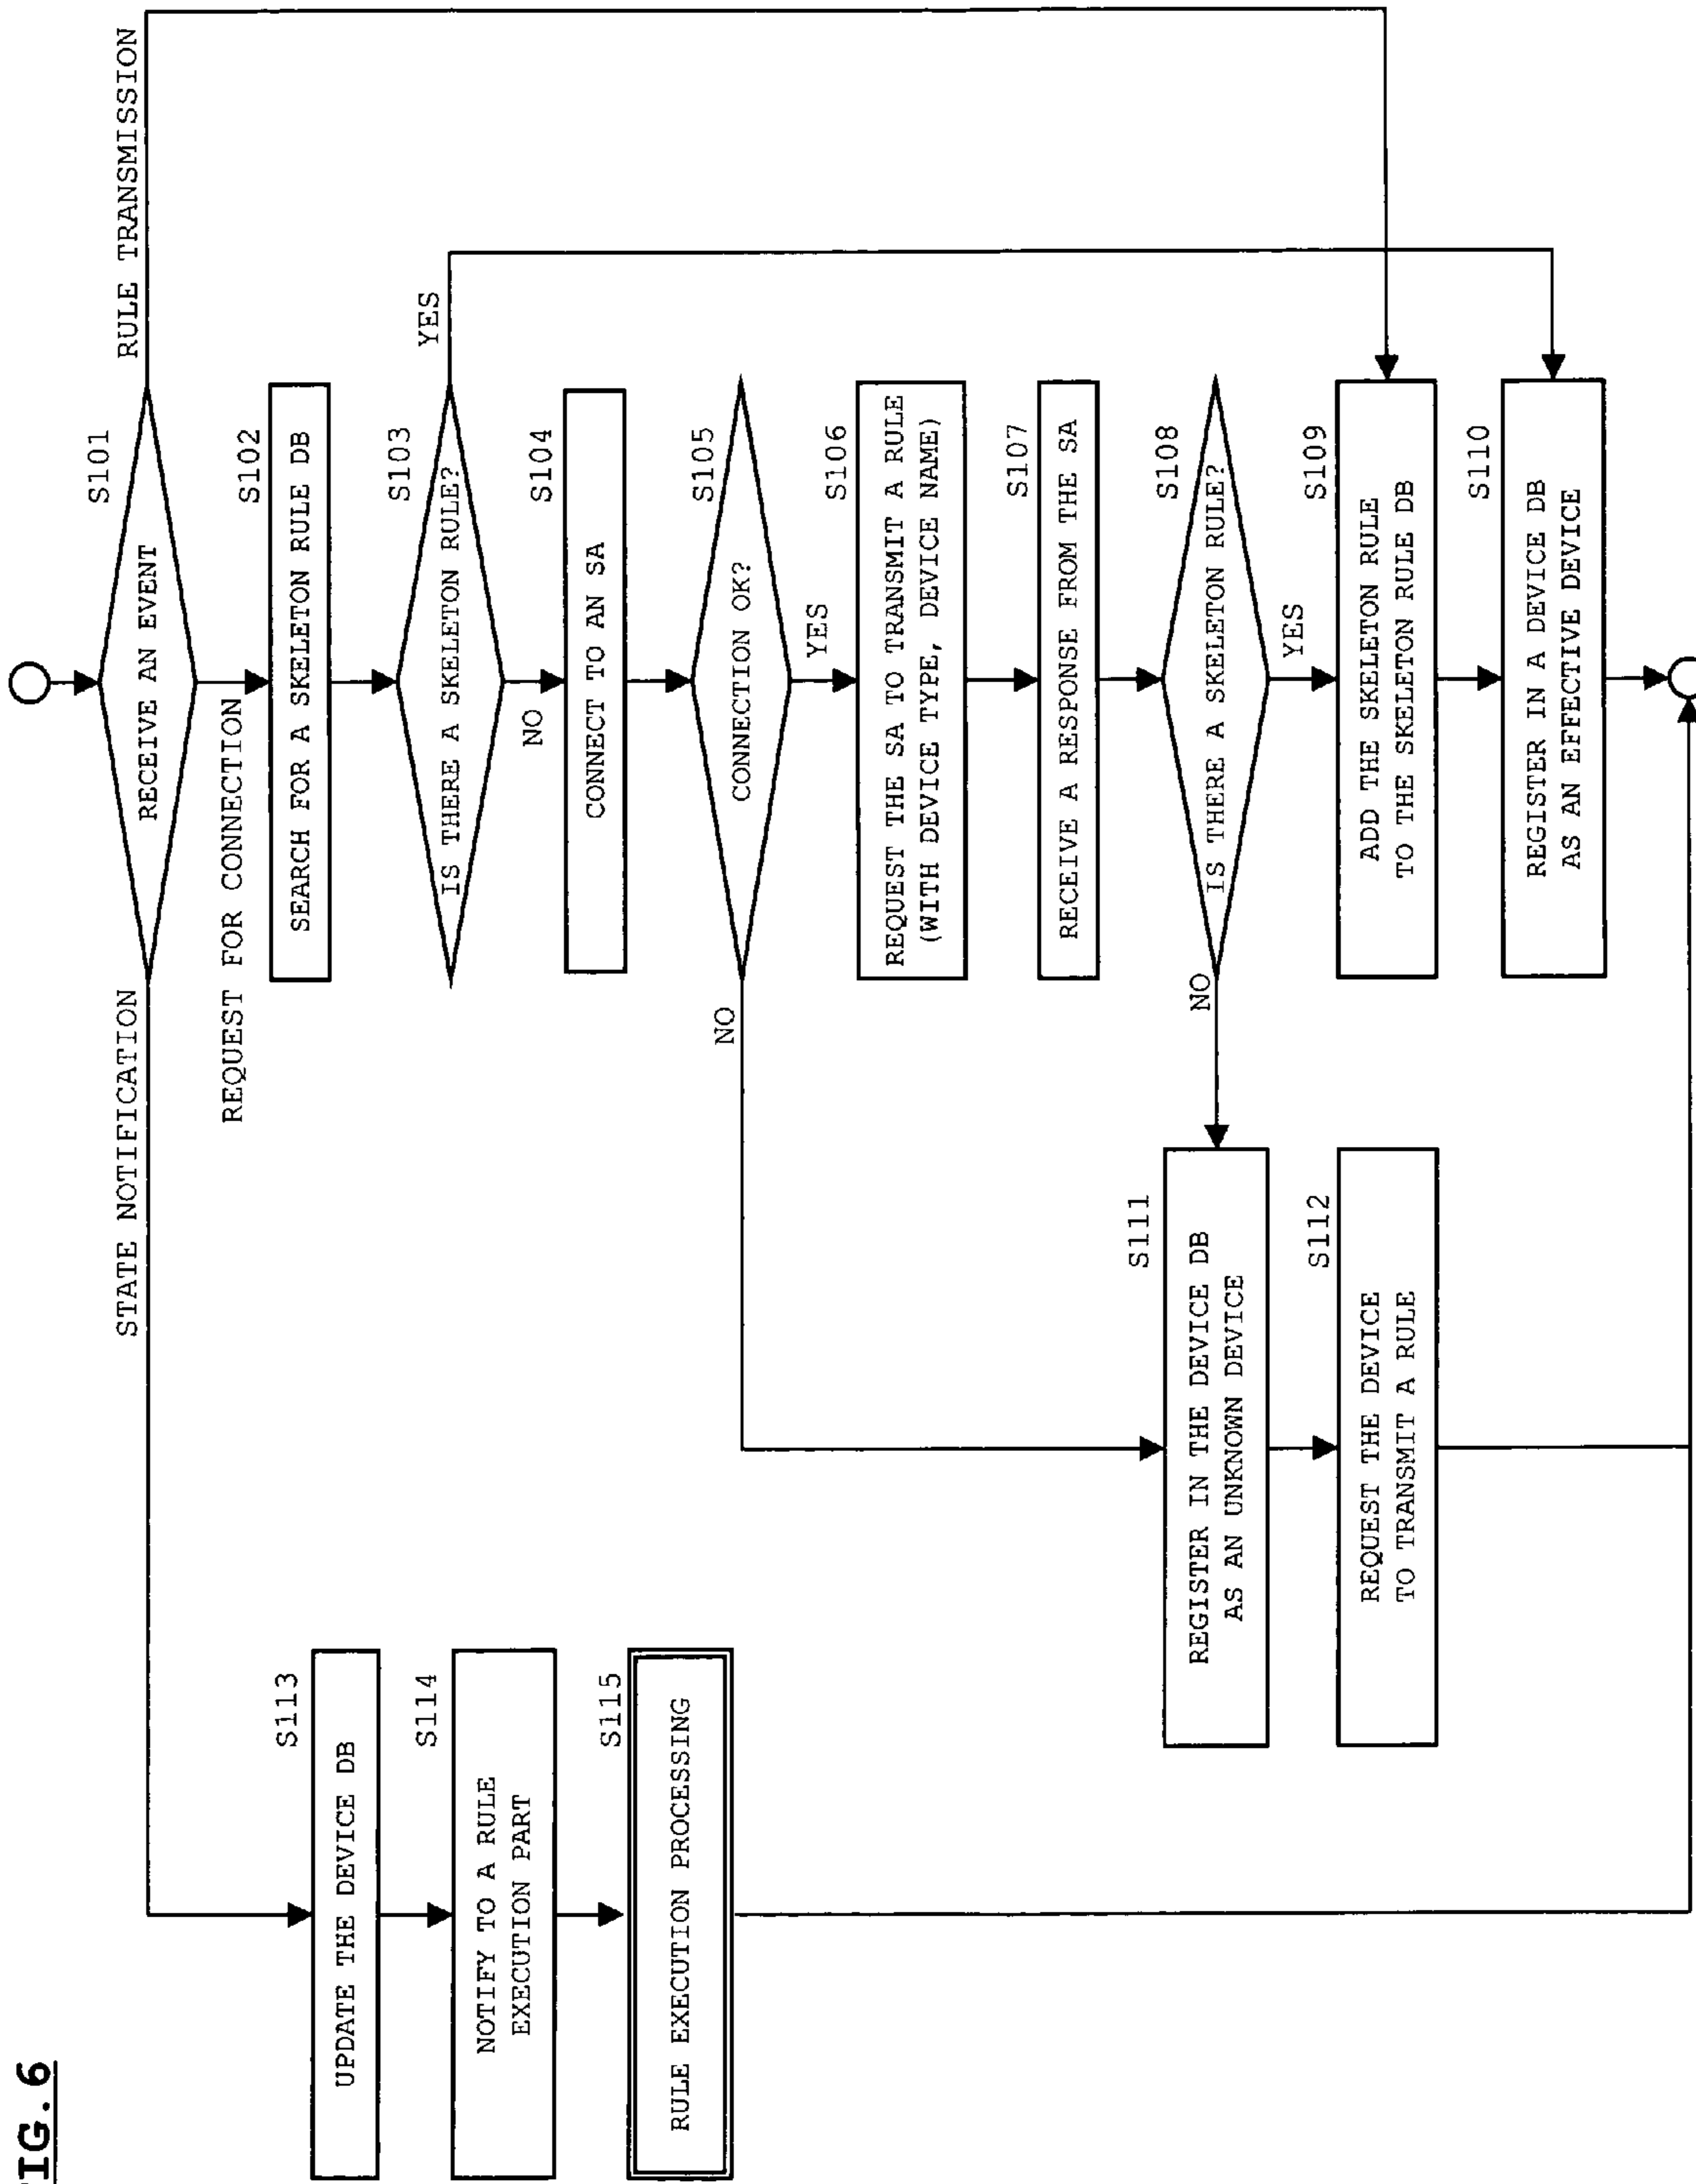 FIG.6
S101
RECEIVE AN EVENT
STATE NOTIFICATION
REQUEST FOR CONNECTION
RULE TRANSMISSION
S102
SEARCH FOR A SKELETON RULE DB
S103
IS THERE A SKELETON RULE?
YES
NO
S104
CONNECT TO AN SA
S105
CONNECTION OK?
NO
YES
S106
REQUEST THE SA TO TRANSMIT A RULE
(WITH DEVICE TYPE, DEVICE NAME)
S107
RECEIVE A RESPONSE FROM THE SA
S108
IS THERE A SKELETON RULE?
NO
YES
S109
ADD THE SKELETON RULE
TO THE SKELETON RULE DB
S110
REGISTER IN A DEVICE DB
AS AN EFFECTIVE DEVICE
S111
REGISTER IN THE DEVICE DB
AS AN UNKNOWN DEVICE
S112
REQUEST THE DEVICE
TO TRANSMIT A RULE
S113
UPDATE THE DEVICE DB
S114
NOTIFY TO A RULE
EXECUTION PART
S115
RULE EXECUTION PROCESSING